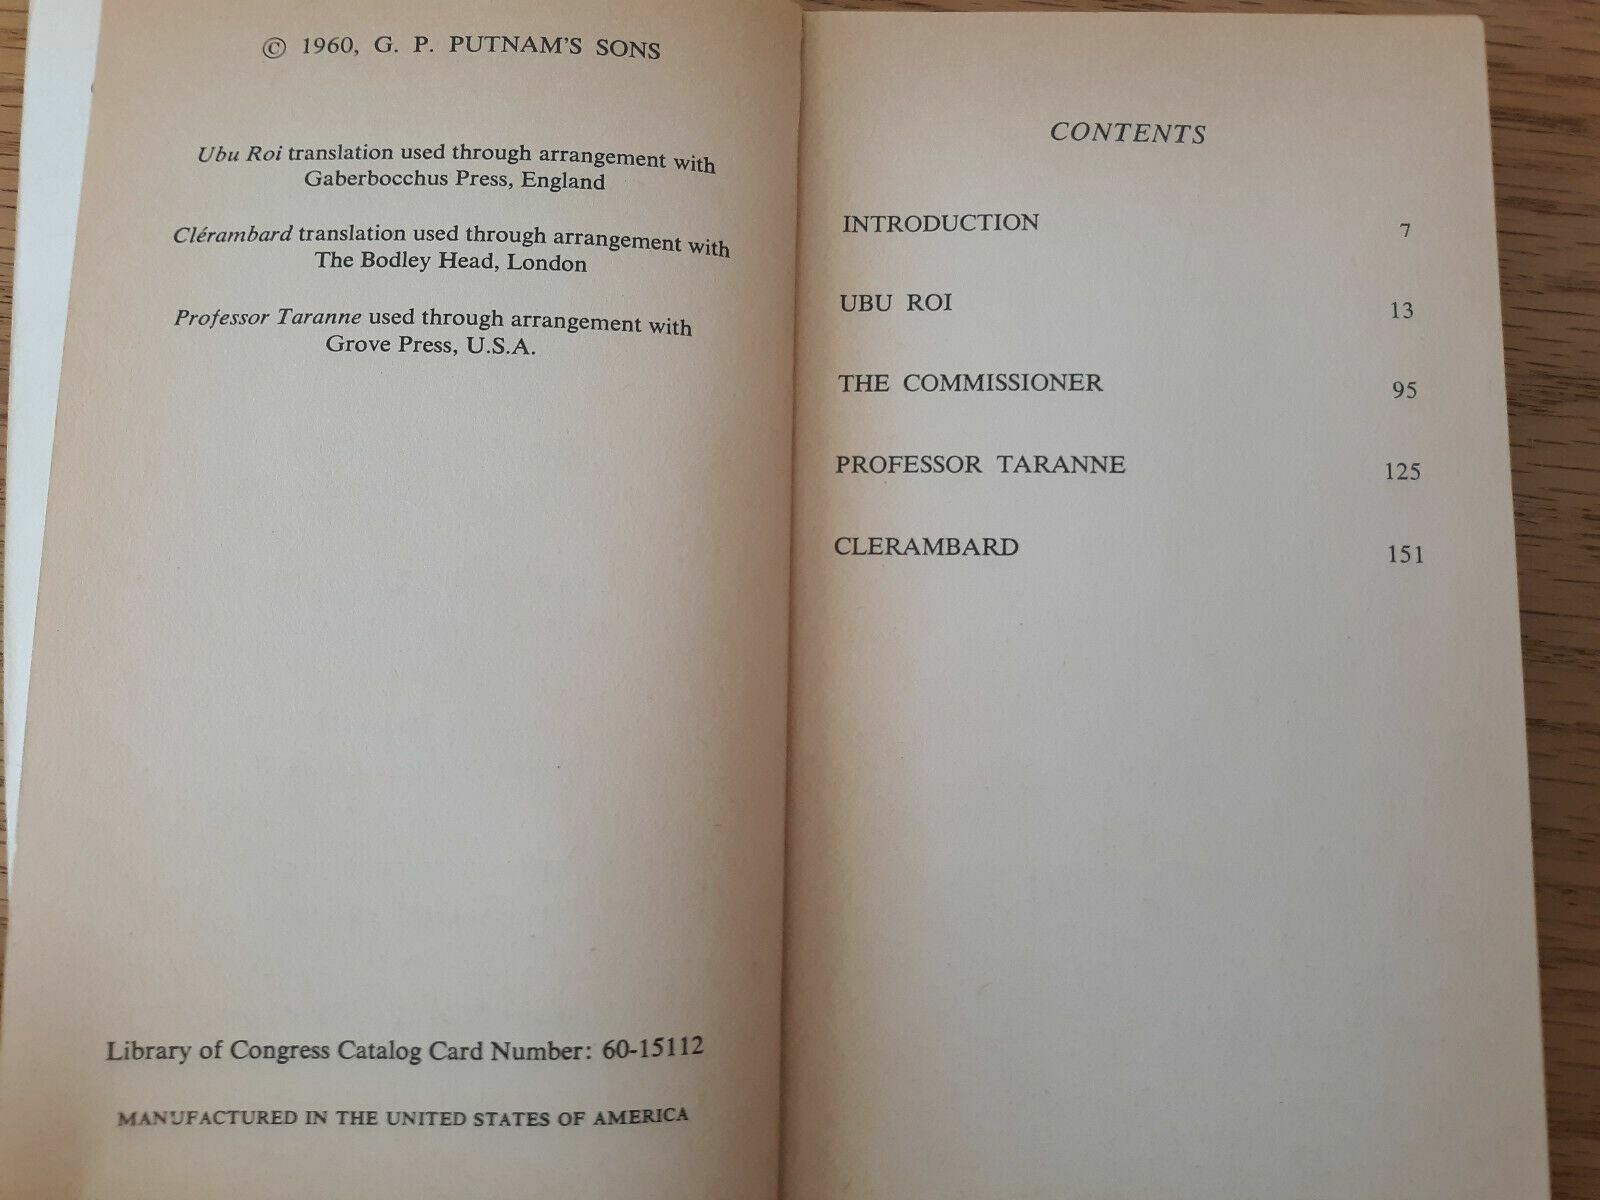 © 1960, G. P. PUTNAM'S SONS
Ubu Roi translation used through arrangement with
Gaberbocchus Press, England
Clérambard translation used through arrangement with
The Bodley Head, London
Professor Taranne used through arrangement with
Grove Press, U.S.A.
Library of Congress Catalog Card Number: 60-15112
MANUFACTURED IN THE UNITED STATES OF AMERICA
CONTENTS
INTRODUCTION 7
UBU ROI 13
THE COMMISSIONER 95
PROFESSOR TARANNE 125
CLERAMBARD 151